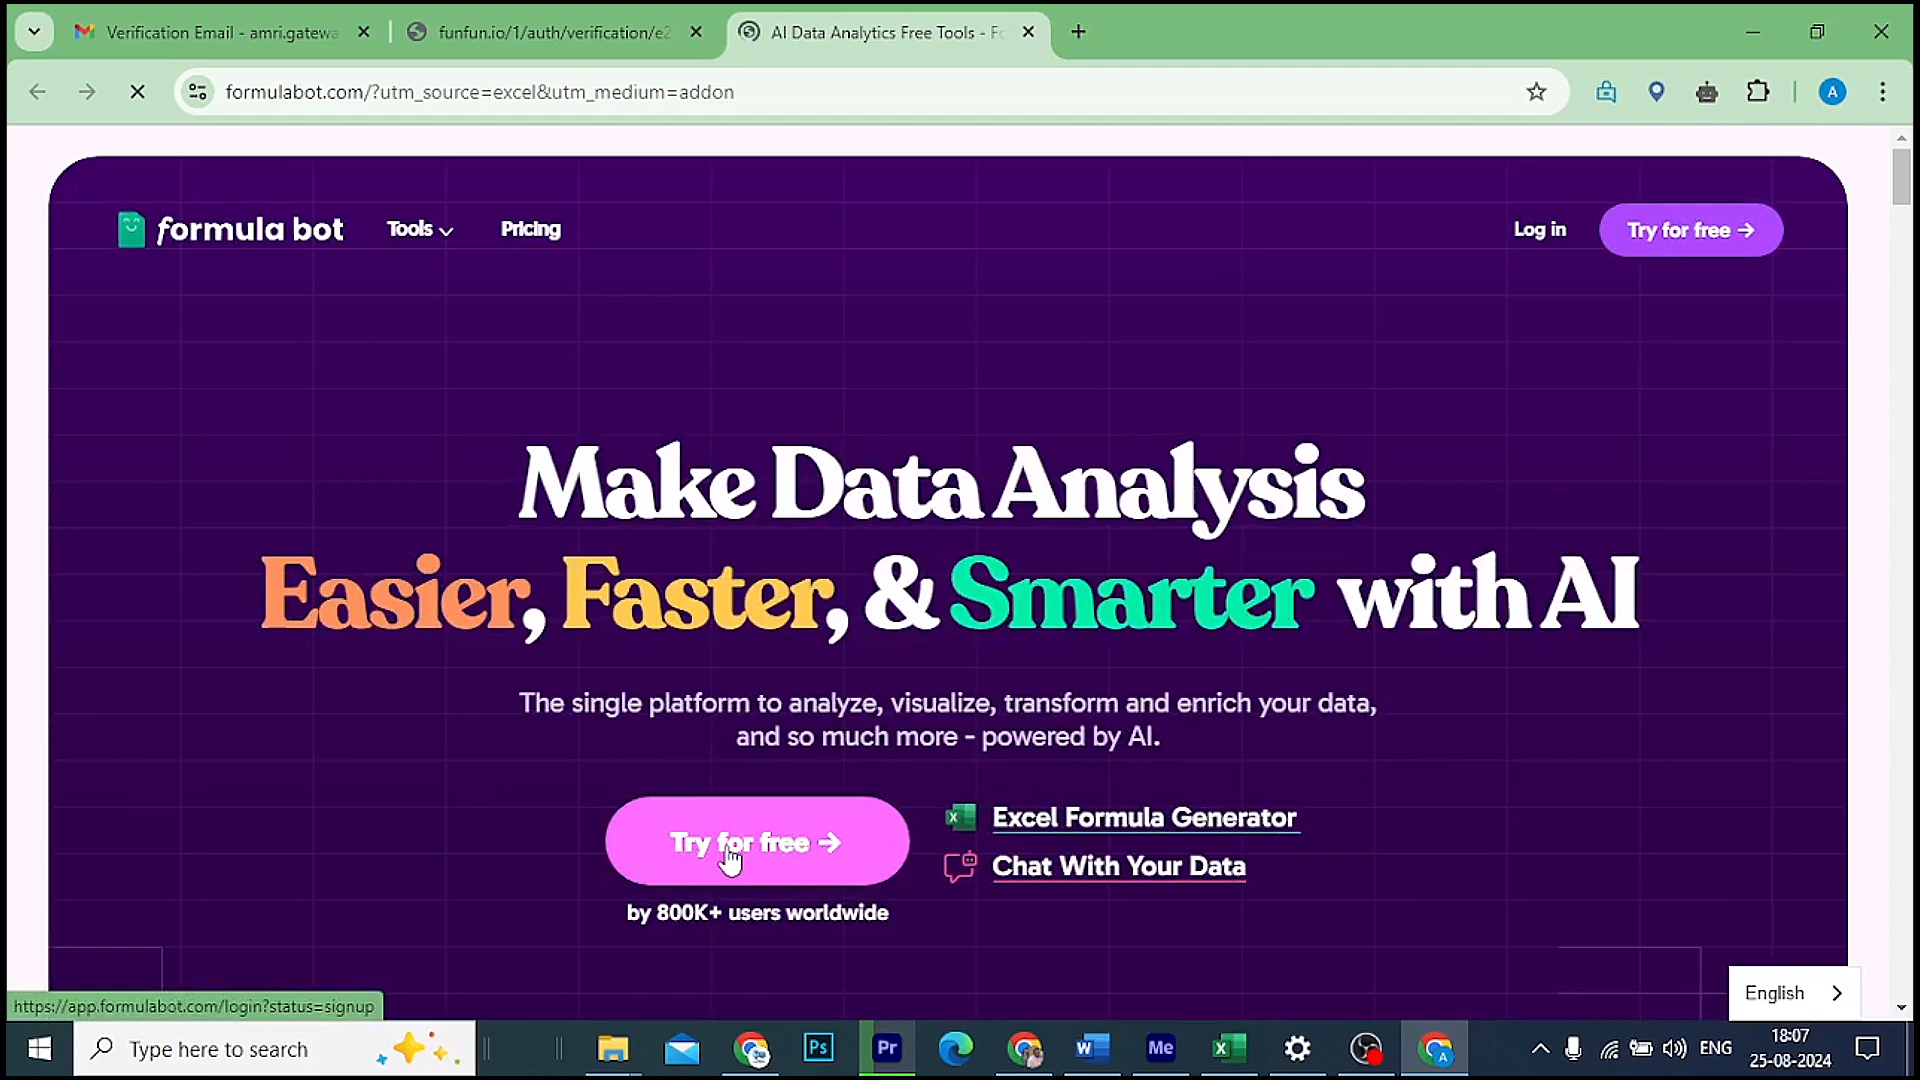 Verification Email - amri.gatewa
funfun.io/1/auth/verification/e2
AI Data Analytics Free Tools - Fo
formulabot.com/?utm_source=excel&utm_medium=addon
A
formula bot
Tools
Pricing
Log in
Try for free →
Make Data Analysis
Easier, Faster, & Smarter with AI
The single platform to analyze, visualize, transform and enrich your data,
and so much more - powered by AI.
Try for free →
Excel Formula Generator
Chat With Your Data
by 800K+ users worldwide
English
https://app.formulabot.com/login?status=signup
Type here to search
Ps
Pr
W
Me
X
A
ENG
18:07
25-08-2024